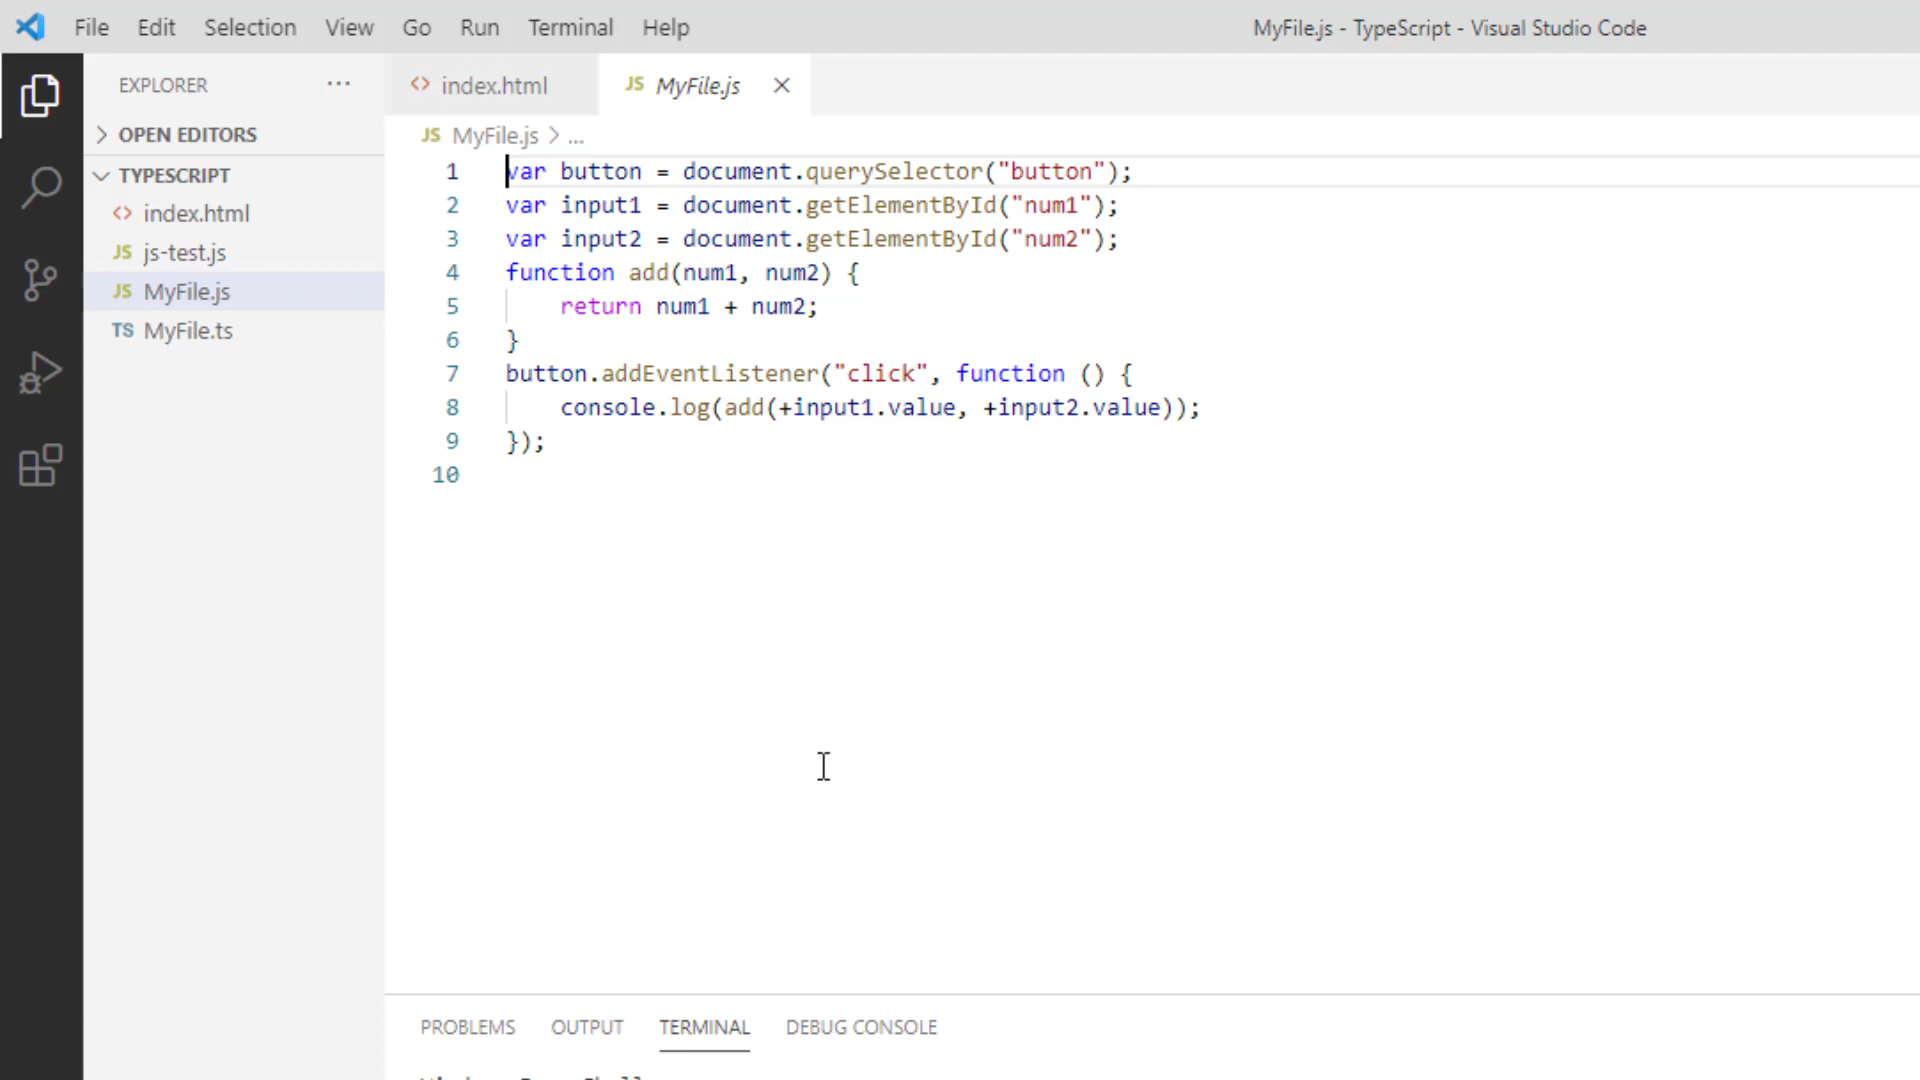 File Edit Selection View Go Run Terminal Help
MyFile.js - TypeScript - Visual Studio Code
EXPLORER ...
OPEN EDITORS
TYPESCRIPT
<> index.html
JS js-test.js
JS MyFile.js
TS MyFile.ts
<> index.html
JS MyFile.js
JS MyFile.js > ...
1 var button = document.querySelector("button");
2 var input1 = document.getElementById("num1");
3 var input2 = document.getElementById("num2");
4 function add(num1, num2) {
5 return num1 + num2;
6 }
7 button.addEventListener("click", function () {
8 console.log(add(+input1.value, +input2.value));
9 });
10
PROBLEMS OUTPUT TERMINAL DEBUG CONSOLE